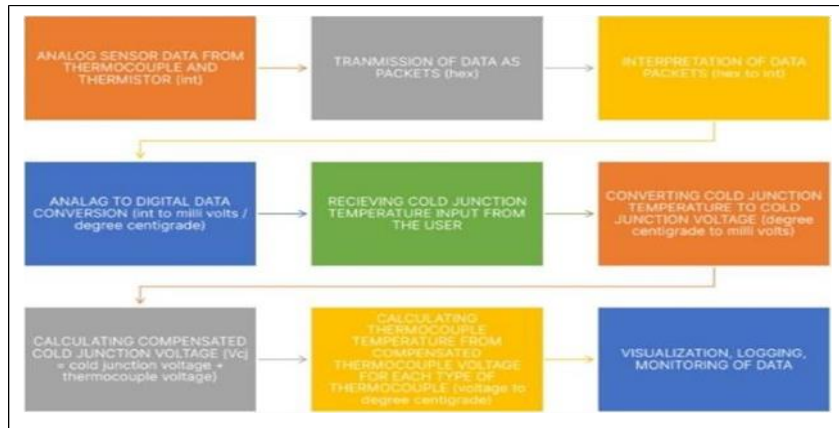 ANALOG SENSOR DATA FROM
THERMOCOUPLE AND
THERMISTOR (int)
TRANMISSION OF DATA AS
PACKETS (hex)
INTERPRETATION OF DATA
PACKETS (hex to int)
ANALAG TO DIGITAL DATA
CONVERSION (int to milli volts /
degree centigrade)
RECIEVING COLD JUNCTION
TEMPERATURE INPUT FROM
THE USER
CONVERTING COLD JUNCTION
TEMPERATURE TO COLD
JUNCTION VOLTAGE (degree
centigrade to milli volts)
CALCULATING COMPENSATED
COLD JUNCTION VOLTAGE (Vcj
= cold junction voltage +
thermocouple voltage)
CALCULATING
THERMOCOUPLE
TEMPERATURE FROM
COMPENSATED
THERMOCOUPLE VOLTAGE
FOR EACH TYPE OF
THERMOCOUPLE (voltage to
degree centigrade)
VISUALIZATION, LOGGING,
MONITORING OF DATA